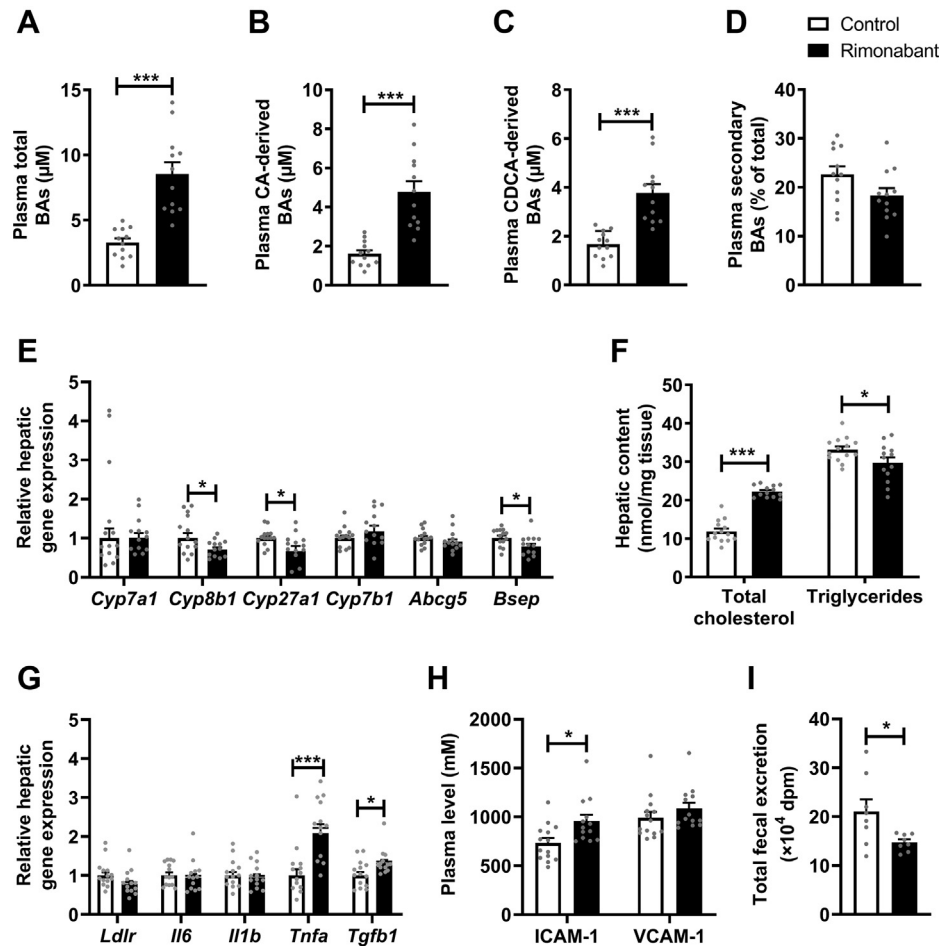 A
B
C
D
Control
Rimonabant
Plasma total
BAs (µM)
15
10
5
0
***
Plasma CA-derived
BAs (µM)
10
8
6
4
2
0
***
Plasma CDCA-derived
BAs (µM)
8
6
4
2
0
***
Plasma secondary
BAs (% of total)
40
30
20
10
0
E
Relative hepatic
gene expression
5
4
3
2
1
0
*
*
*
Cyp7a1 Cyp8b1 Cyp27a1 Cyp7b1 Abcg5 Bsep
F
Hepatic content
(nmol/mg tissue)
50
40
30
20
10
0
***
*
Total
cholesterol
Triglycerides
G
Relative hepatic
gene expression
5
4
3
2
1
0
***
*
Ldlr Il6 Il1b Tnfa Tgfb1
H
Plasma level (mM)
2000
1500
1000
500
0
*
ICAM-1 VCAM-1
I
Total fecal excretion
(×10⁴ dpm)
40
30
20
10
0
*